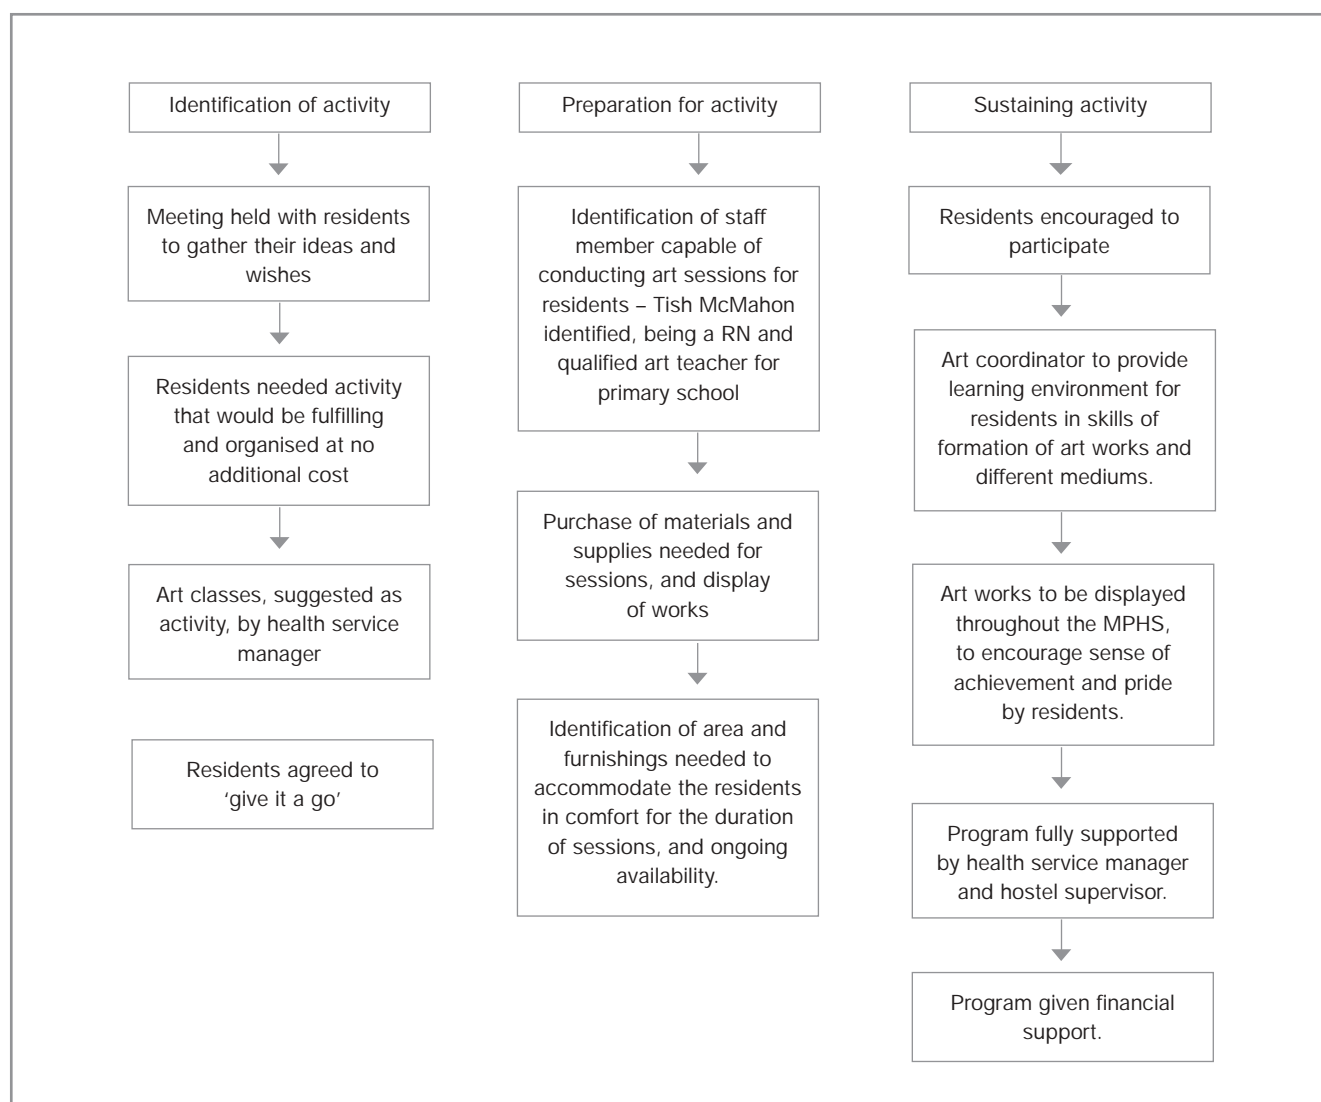 Identification of activity
Meeting held with residents
to gather their ideas and
wishes
Residents needed activity
that would be fulfilling
and organised at no
additional cost
Art classes, suggested as
activity, by health service
manager
Residents agreed to
‘give it a go’
Preparation for activity
Identification of staff
member capable of
conducting art sessions for
residents – Tish McMahon
identified, being a RN and
qualified art teacher for
primary school
Purchase of materials and
supplies needed for
sessions, and display
of works
Identification of area and
furnishings needed to
accommodate the residents
in comfort for the duration
of sessions, and ongoing
availability.
Sustaining activity
Residents encouraged to
participate
Art coordinator to provide
learning environment for
residents in skills of
formation of art works and
different mediums.
Art works to be displayed
throughout the MPHS,
to encourage sense of
achievement and pride
by residents.
Program fully supported
by health service manager
and hostel supervisor.
Program given financial
support.